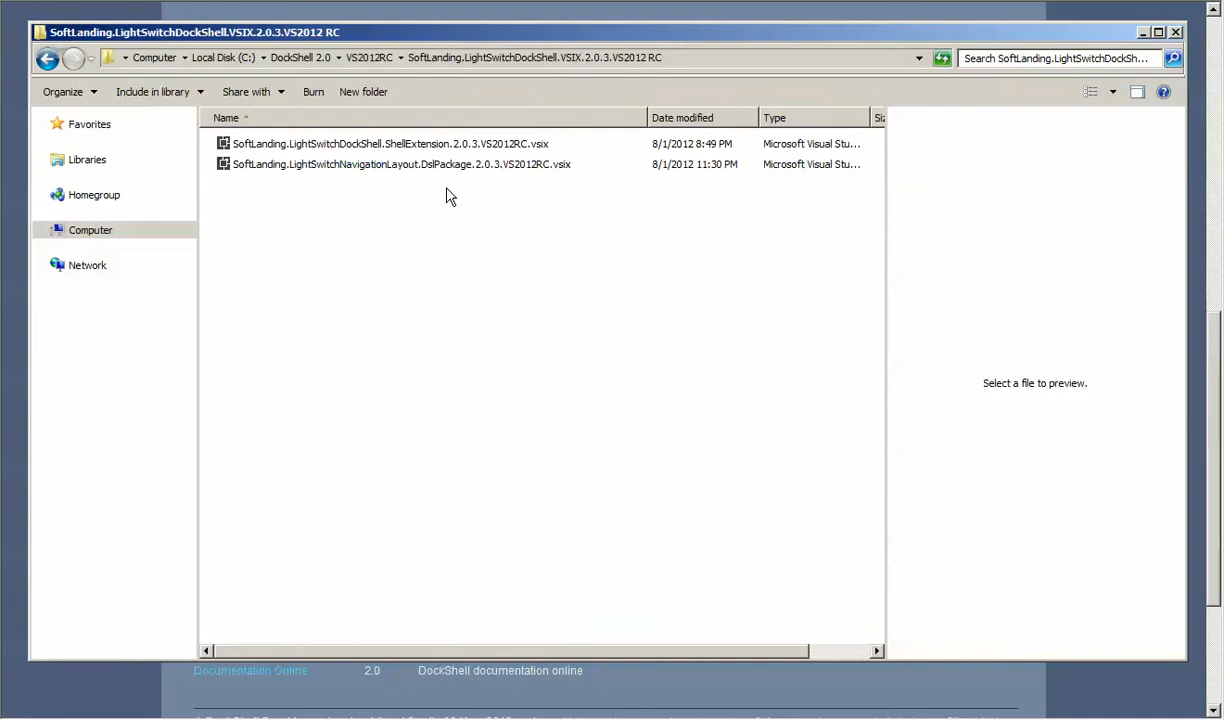 SoftLanding.LightSwitchDockShell.VSIX.2.0.3.VS2012 RC
Computer Local Disk (C:) DockShell 2.0 VS2012RC SoftLanding.LightSwitchDockShell.VSIX.2.0.3.VS2012 RC Search SoftLanding.LightSwitchDockSh...
Organize Include in library Share with Burn New folder
Name Date modified Type Siz
Favorites
Libraries
Homegroup
Computer
Network
SoftLanding.LightSwitchDockShell.ShellExtension.2.0.3.VS2012RC.vsix 8/1/2012 8:49 PM Microsoft Visual Stu...
SoftLanding.LightSwitchNavigationLayout.DslPackage.2.0.3.VS2012RC.vsix 8/1/2012 11:30 PM Microsoft Visual Stu...
Select a file to preview.
Documentation Online 2.0 DockShell documentation online